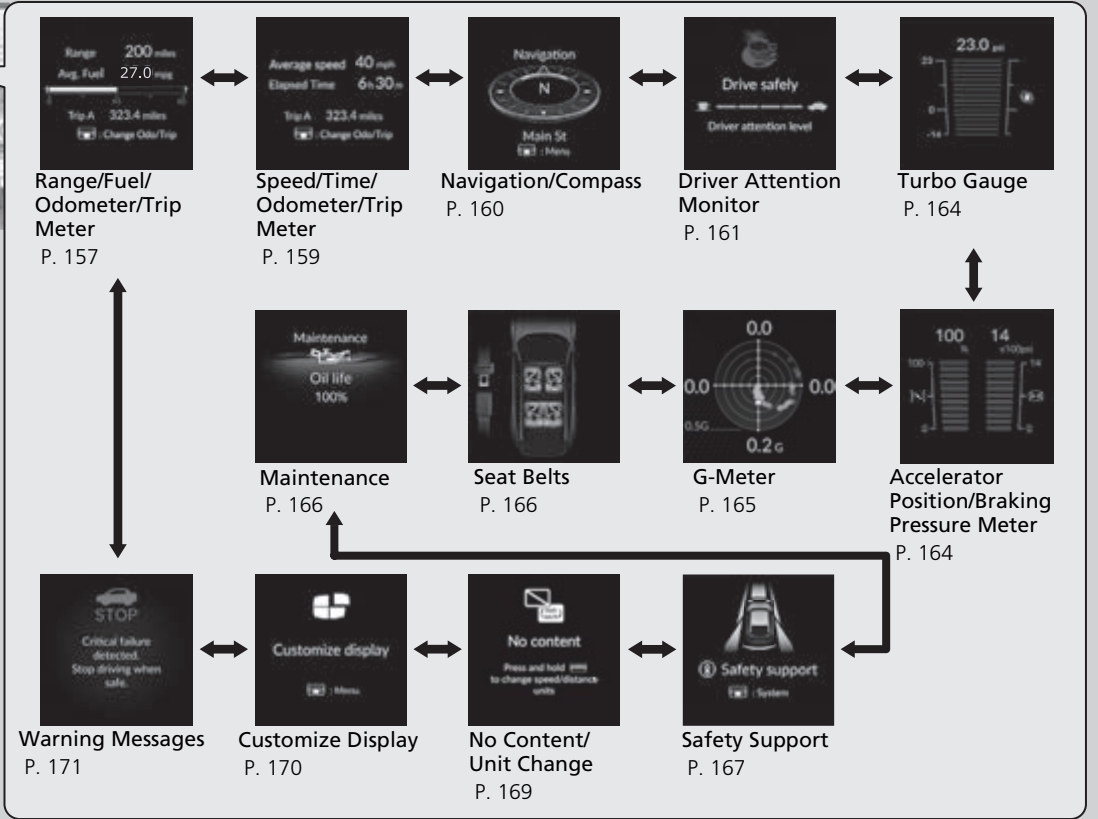 Range 200 miles
Avg. Fuel 27.0 mpg
Trip A 323.4 miles
: Change Odo/Trip
Range/Fuel/
Odometer/Trip
Meter
P. 157
Average speed 40 mph
Elapsed Time 6h30m
Trip A 323.4 miles
: Change Odo/Trip
Speed/Time/
Odometer/Trip
Meter
P. 159
Navigation
N
Main St
: Menu
Navigation/Compass
P. 160
Drive safely
Driver attention level
Driver Attention
Monitor
P. 161
23.0 psi
0
-14
Turbo Gauge
P. 164
Maintenance
Oil life
100%
Maintenance
P. 166
Seat Belts
P. 166
0.0
0.0 0.0
0.5G
0.2 G
G-Meter
P. 165
100 14
% x100psi
100 14
0 0
Accelerator
Position/Braking
Pressure Meter
P. 164
STOP
Critical failure
detected.
Stop driving when
safe.
Warning Messages
P. 171
Customize display
: Menu
Customize Display
P. 170
No content
Press and hold
to change speed/distance
units
No Content/
Unit Change
P. 169
Safety support
: System
Safety Support
P. 167